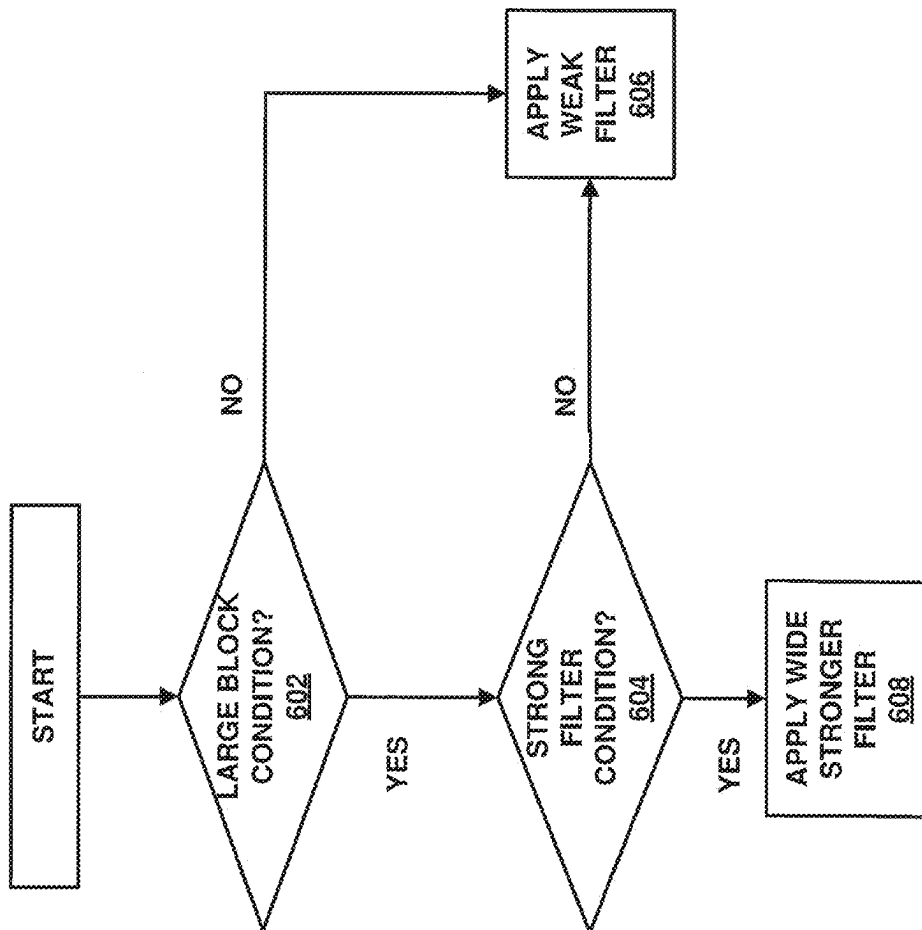 START
LARGE BLOCK
CONDITION?
602
NO
YES
STRONG
FILTER
CONDITION?
604
NO
APPLY
WEAK
FILTER
606
YES
APPLY WIDE
STRONGER
FILTER
608